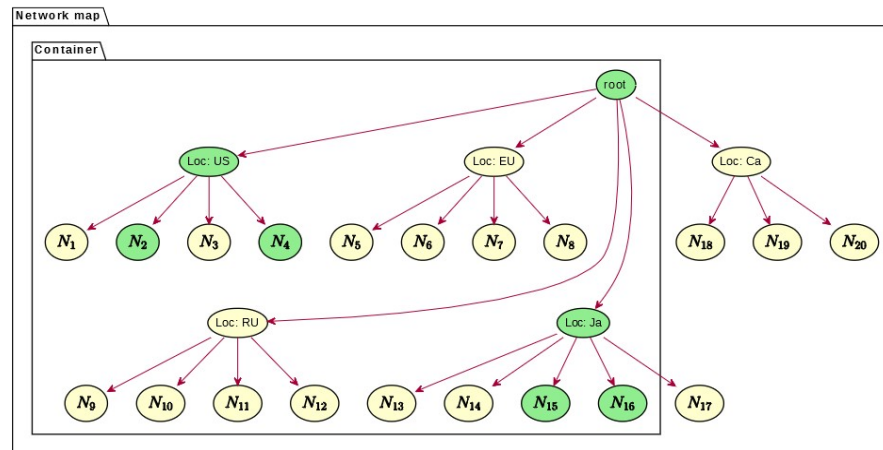 Network map
Container
root
Loc: US
Loc: EU
Loc: Ca
N₁
N₂
N₃
N₄
N₅
N₆
N₇
N₈
N₁₈
N₁₉
N₂₀
Loc: RU
Loc: Ja
N₉
N₁₀
N₁₁
N₁₂
N₁₃
N₁₄
N₁₅
N₁₆
N₁₇